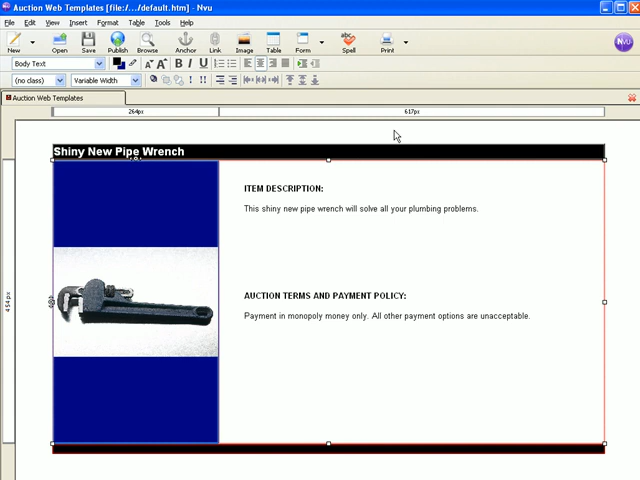 Auction Web Templates [file:/.../default.htm] - Nvu
File Edit View Insert Format Table Tools Help
New Open Save Publish Browse Anchor Link Image Table Form Spell Print
NVU
Body Text
B I U
(no class) Variable Width
! !!
Auction Web Templates
264px 617px
Shiny New Pipe Wrench
ITEM DESCRIPTION:
This shiny new pipe wrench will solve all your plumbing problems.
454px
AUCTION TERMS AND PAYMENT POLICY:
Payment in monopoly money only. All other payment options are unacceptable.